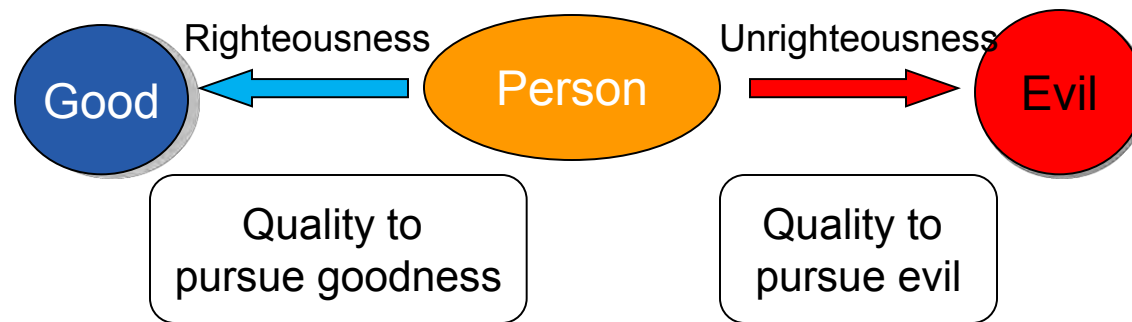 Righteousness
Unrighteousness
Good
Person
Evil
Quality to
pursue goodness
Quality to
pursue evil